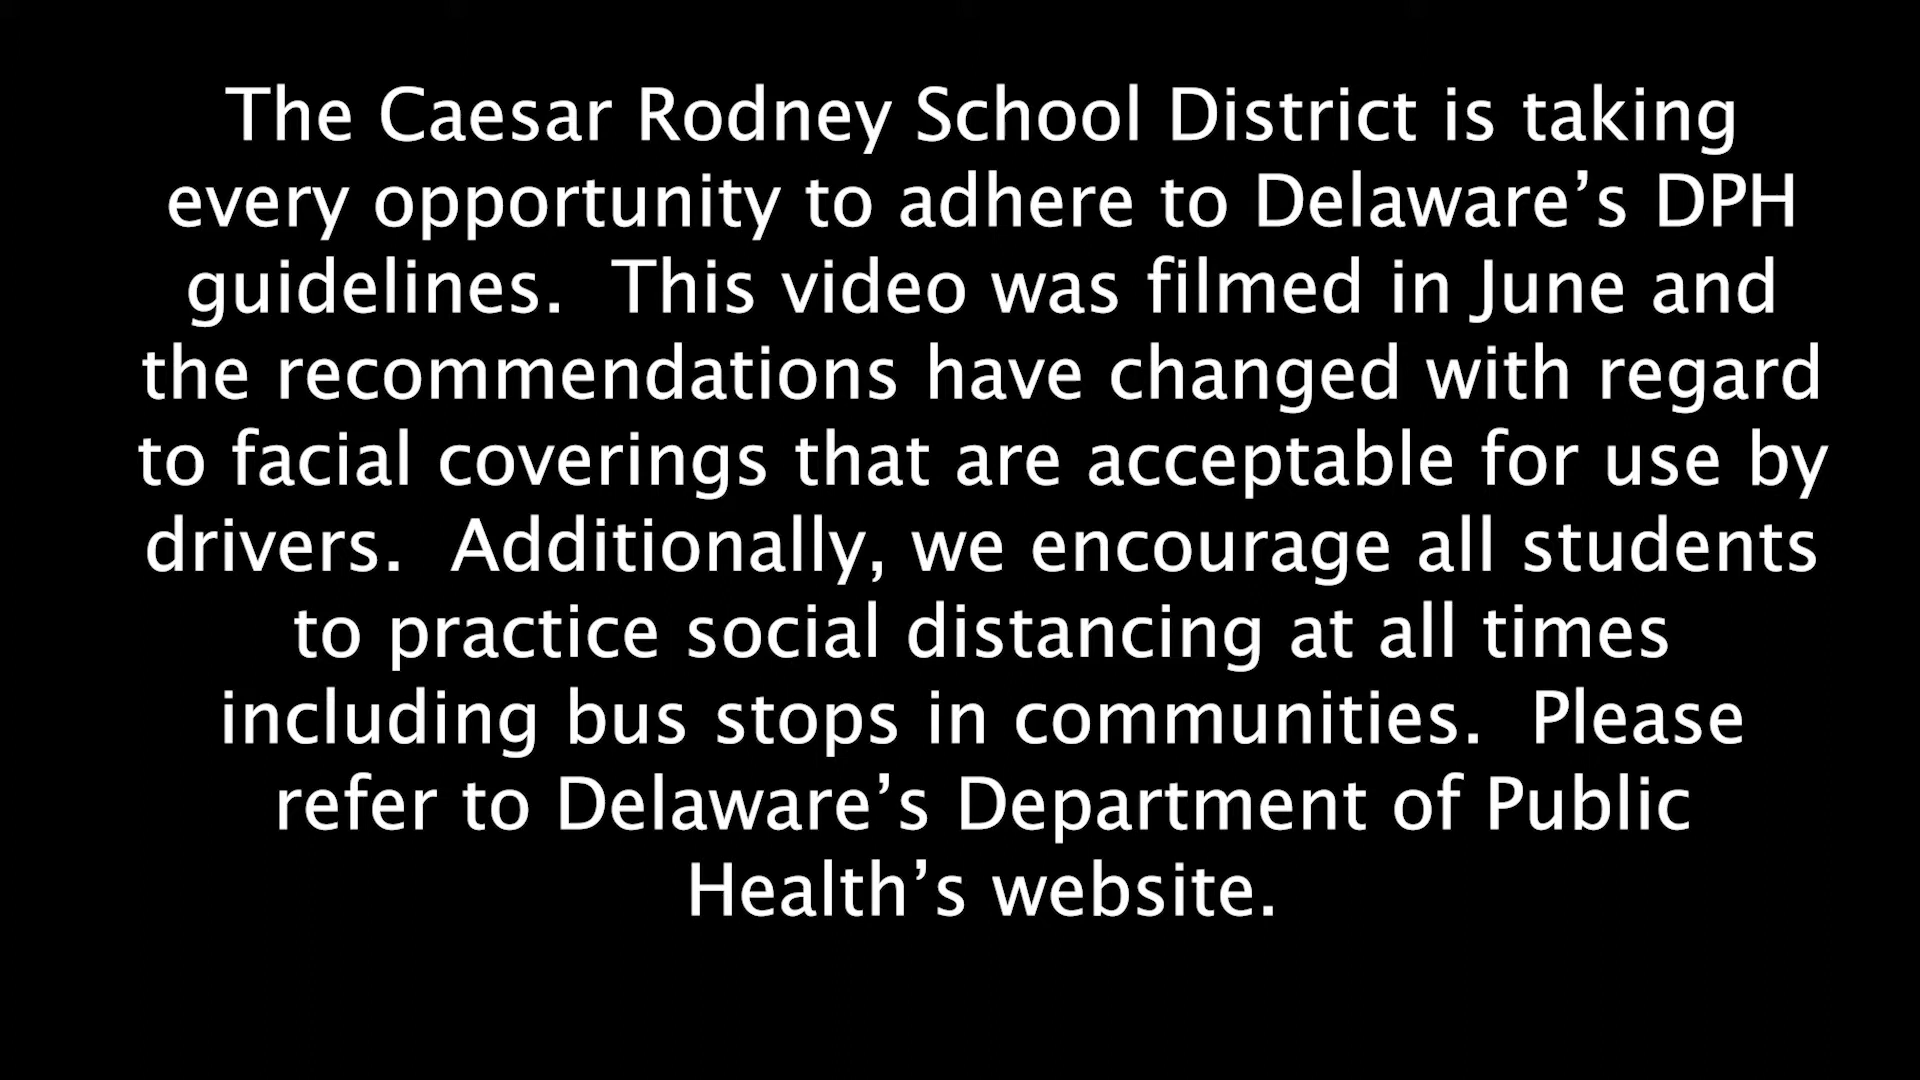 The Caesar Rodney School District is taking
every opportunity to adhere to Delaware’s DPH
guidelines.  This video was filmed in June and
the recommendations have changed with regard
to facial coverings that are acceptable for use by
drivers.  Additionally, we encourage all students
to practice social distancing at all times
including bus stops in communities.  Please
refer to Delaware’s Department of Public
Health’s website.